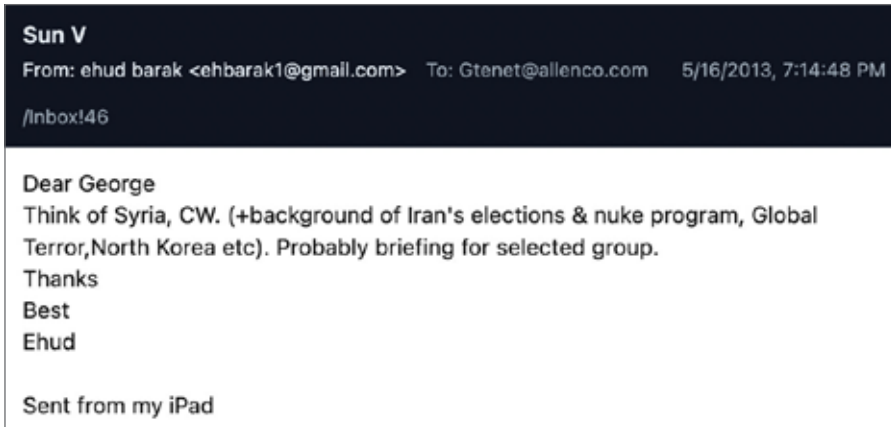 Sun V
From: ehud barak <ehbarak1@gmail.com> To: Gtenet@allenco.com 5/16/2013, 7:14:48 PM
/Inbox!46
Dear George
Think of Syria, CW. (+background of Iran's elections & nuke program, Global
Terror,North Korea etc). Probably briefing for selected group.
Thanks
Best
Ehud
Sent from my iPad